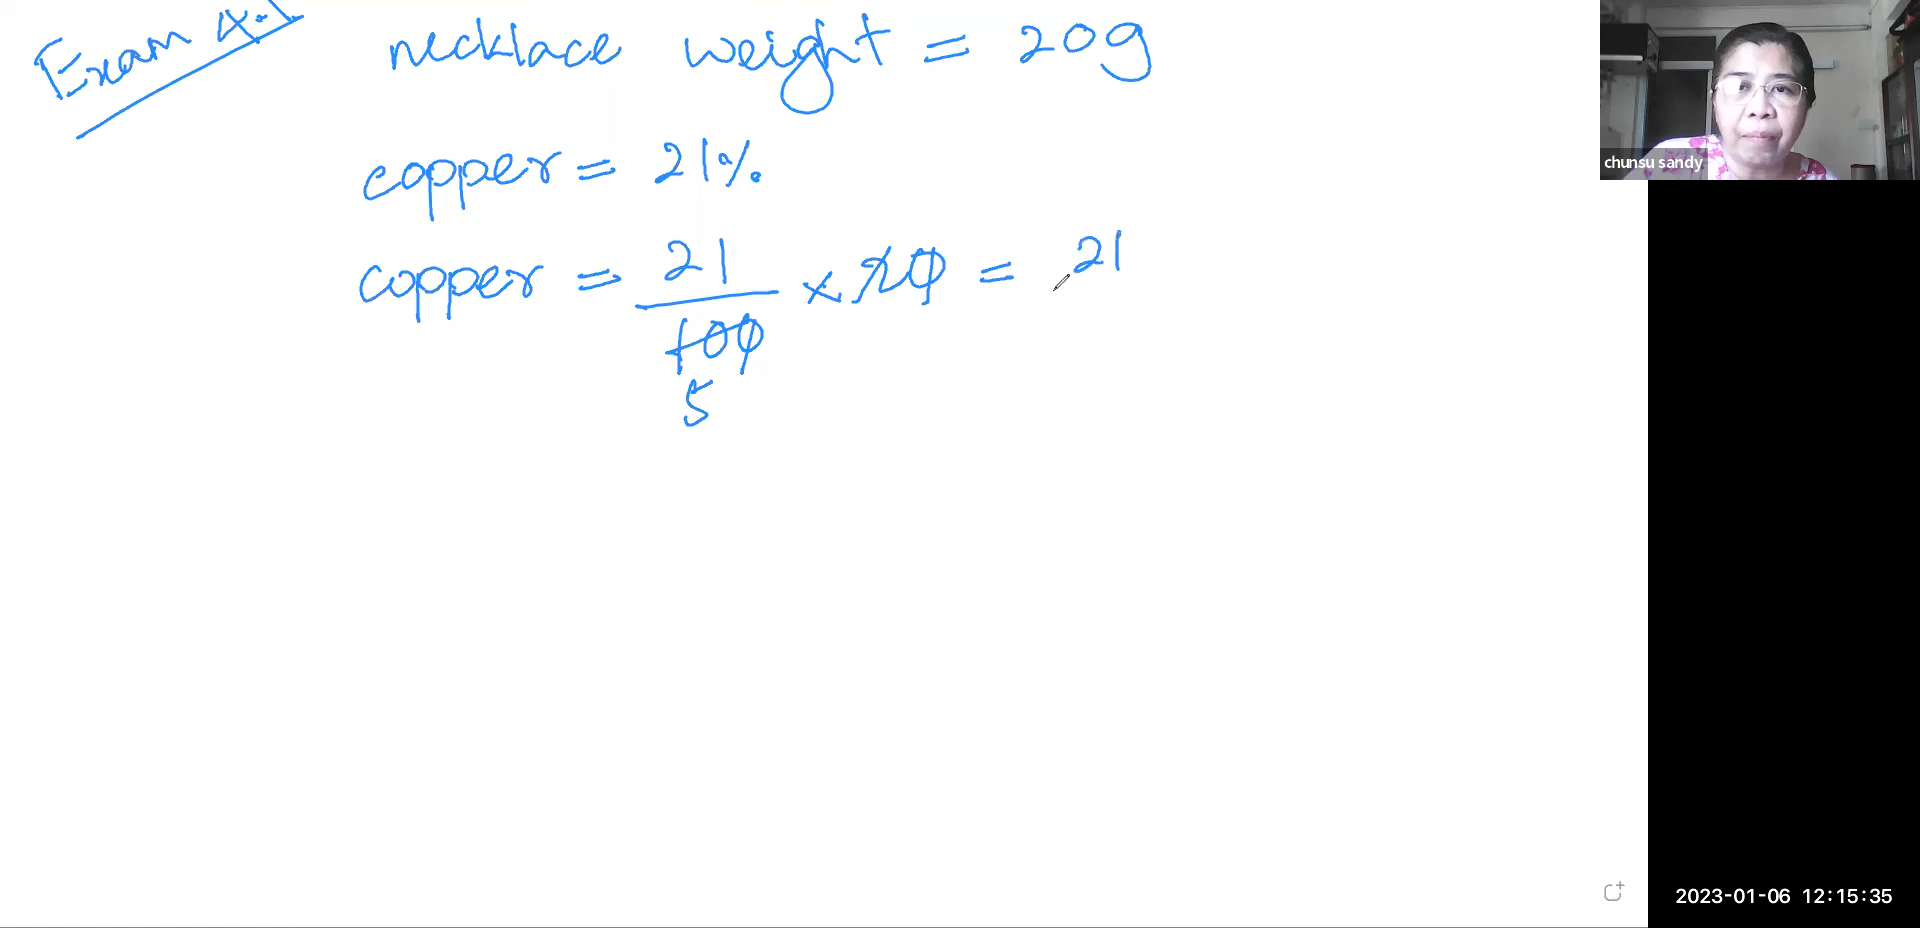 Exam 4.1
necklace weight = 20g
copper = 21%
copper = 21/100 × 20 = 21
5
chunsu sandy
2023-01-06 12:15:35